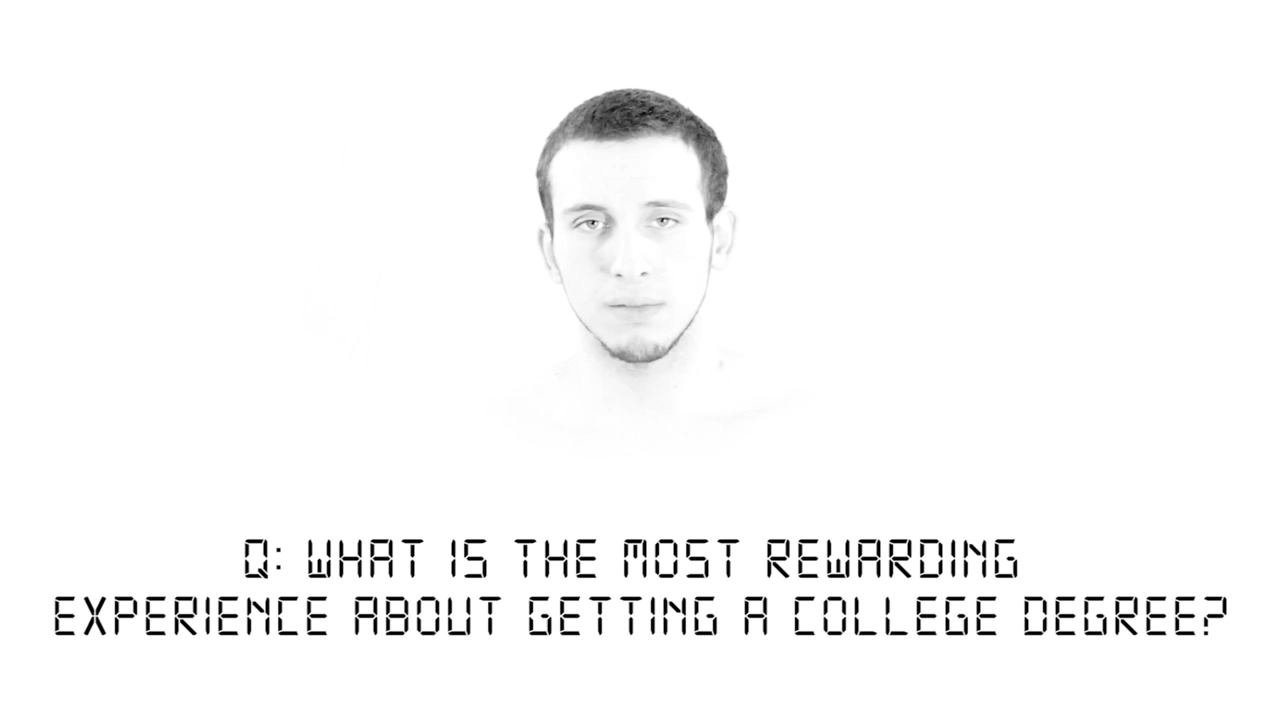 Q: WHAT IS THE MOST REWARDING
EXPERIENCE ABOUT GETTING A COLLEGE DEGREE?